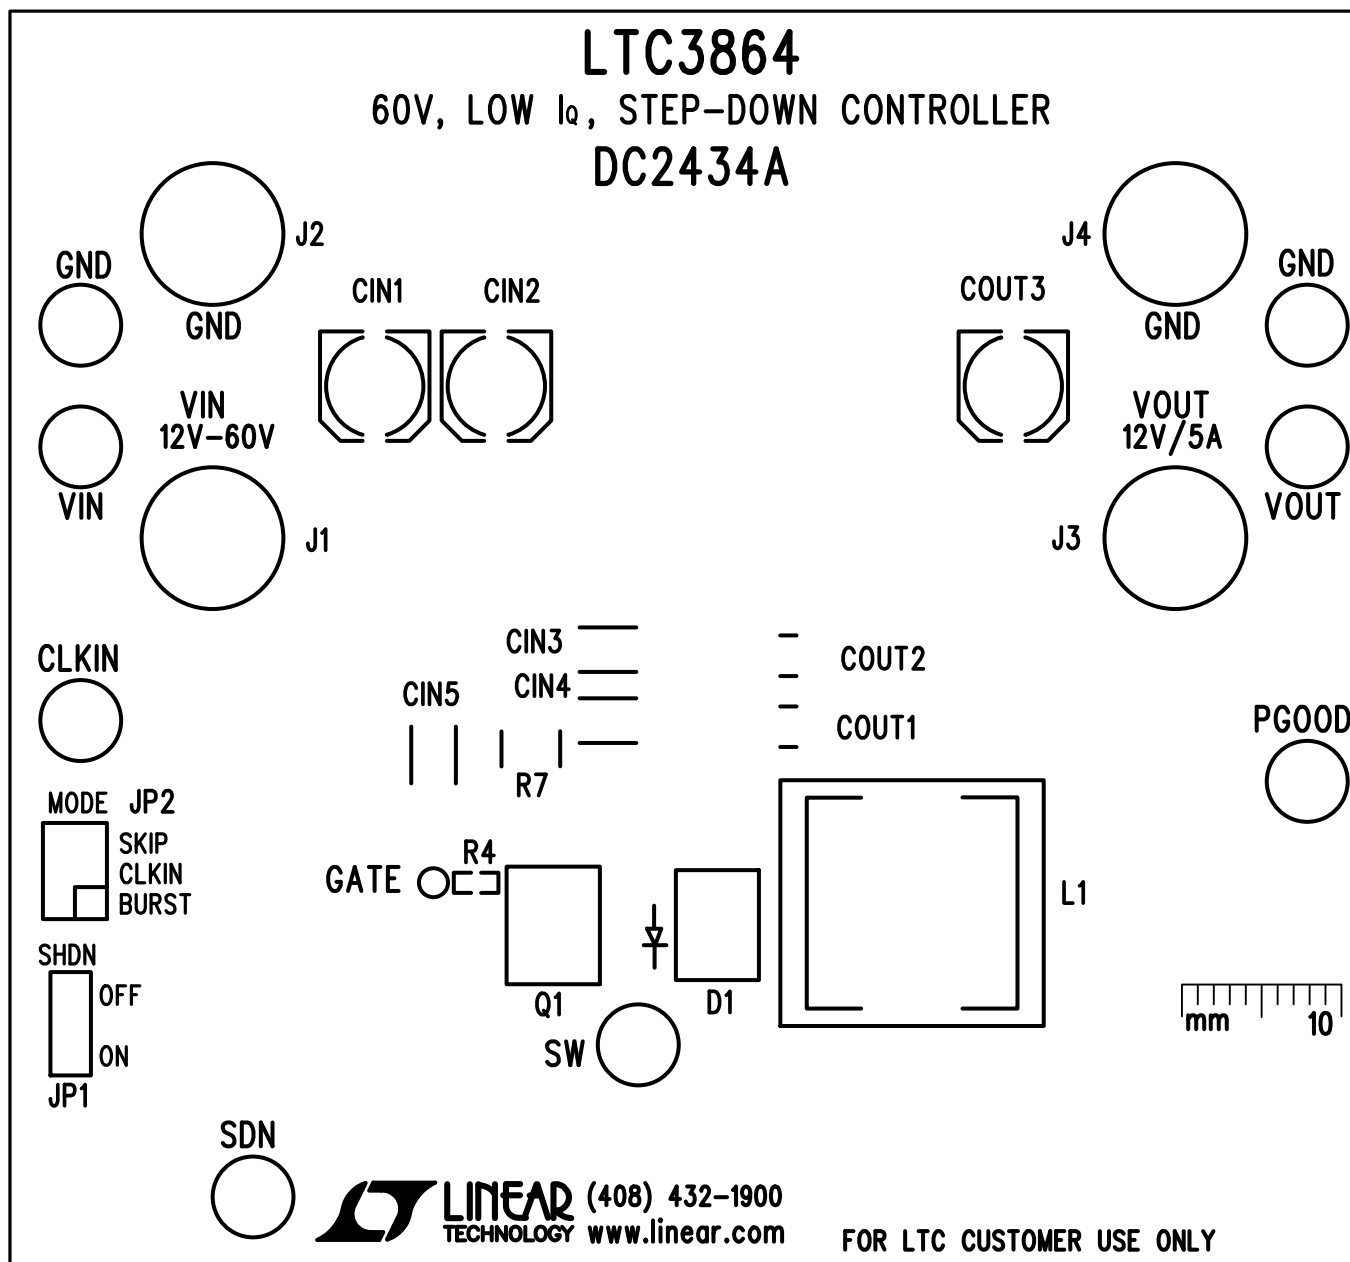 LTC3864
60V, LOW IQ, STEP-DOWN CONTROLLER
DC2434A
J2
J4
GND
GND
CIN1
CIN2
COUT3
GND
GND
VIN
12V-60V
VOUT
12V/5A
VIN
VOUT
J1
J3
CIN3
CLKIN
COUT2
CIN4
CIN5
COUT1
PGOOD
R7
MODE JP2
SKIP
CLKIN
BURST
R4
GATE
L1
SHDN
OFF
ON
JP1
Q1
D1
SW
mm 10
SDN
LINEAR (408) 432-1900
TECHNOLOGY www.linear.com
FOR LTC CUSTOMER USE ONLY